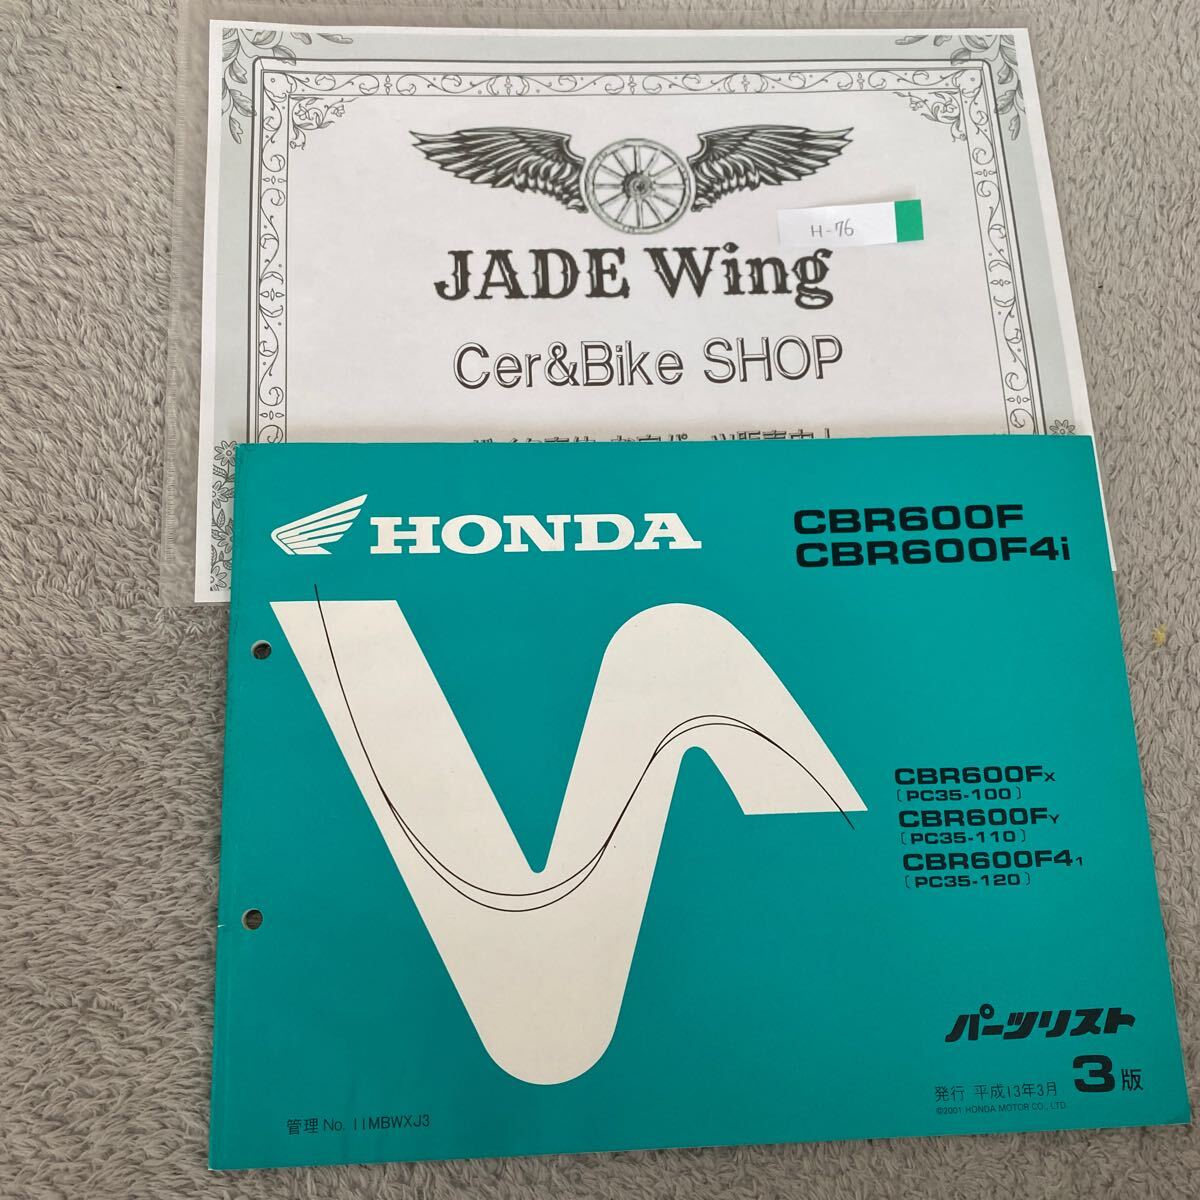 H-76
JADE Wing
Cer&Bike SHOP
HONDA
CBR600F
CBR600F4i
CBR600FX
〔PC35-100〕
CBR600FY
〔PC35-110〕
CBR600F41
〔PC35-120〕
パーツリスト
発行 平成13年3月 3版
©2001 HONDA MOTOR CO., LTD.
管理 No. 11MBWXJ3